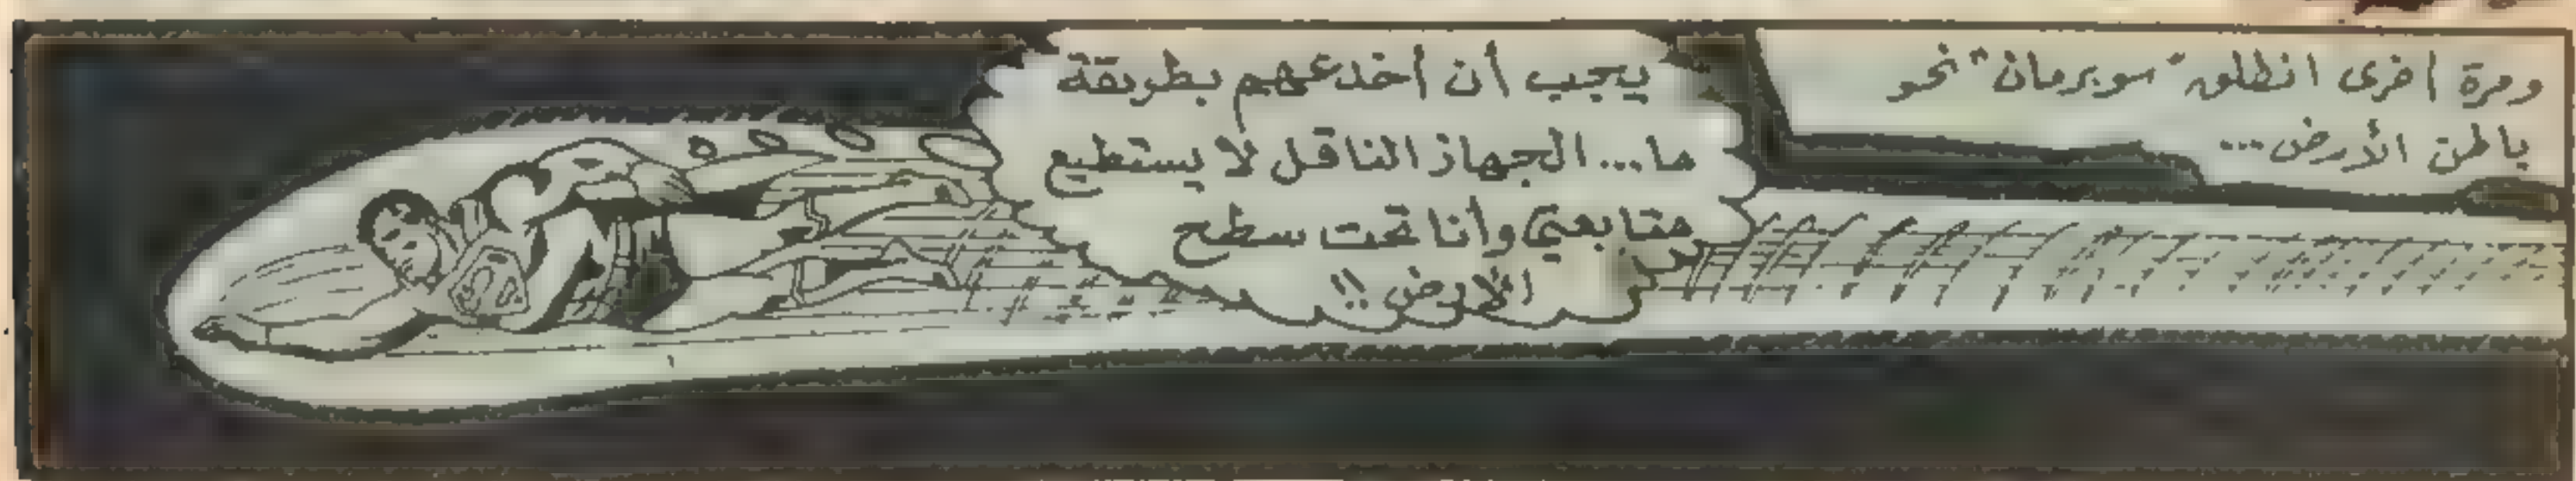 ومرة أخرى انطلق "سوبرمان" نحو
باطن الأرض...
يجب أن أخدعهم بطريقة
ما... الجهاز الناقل لا يستطيع
متابعتي وأنا تحت سطح
الأرض !!